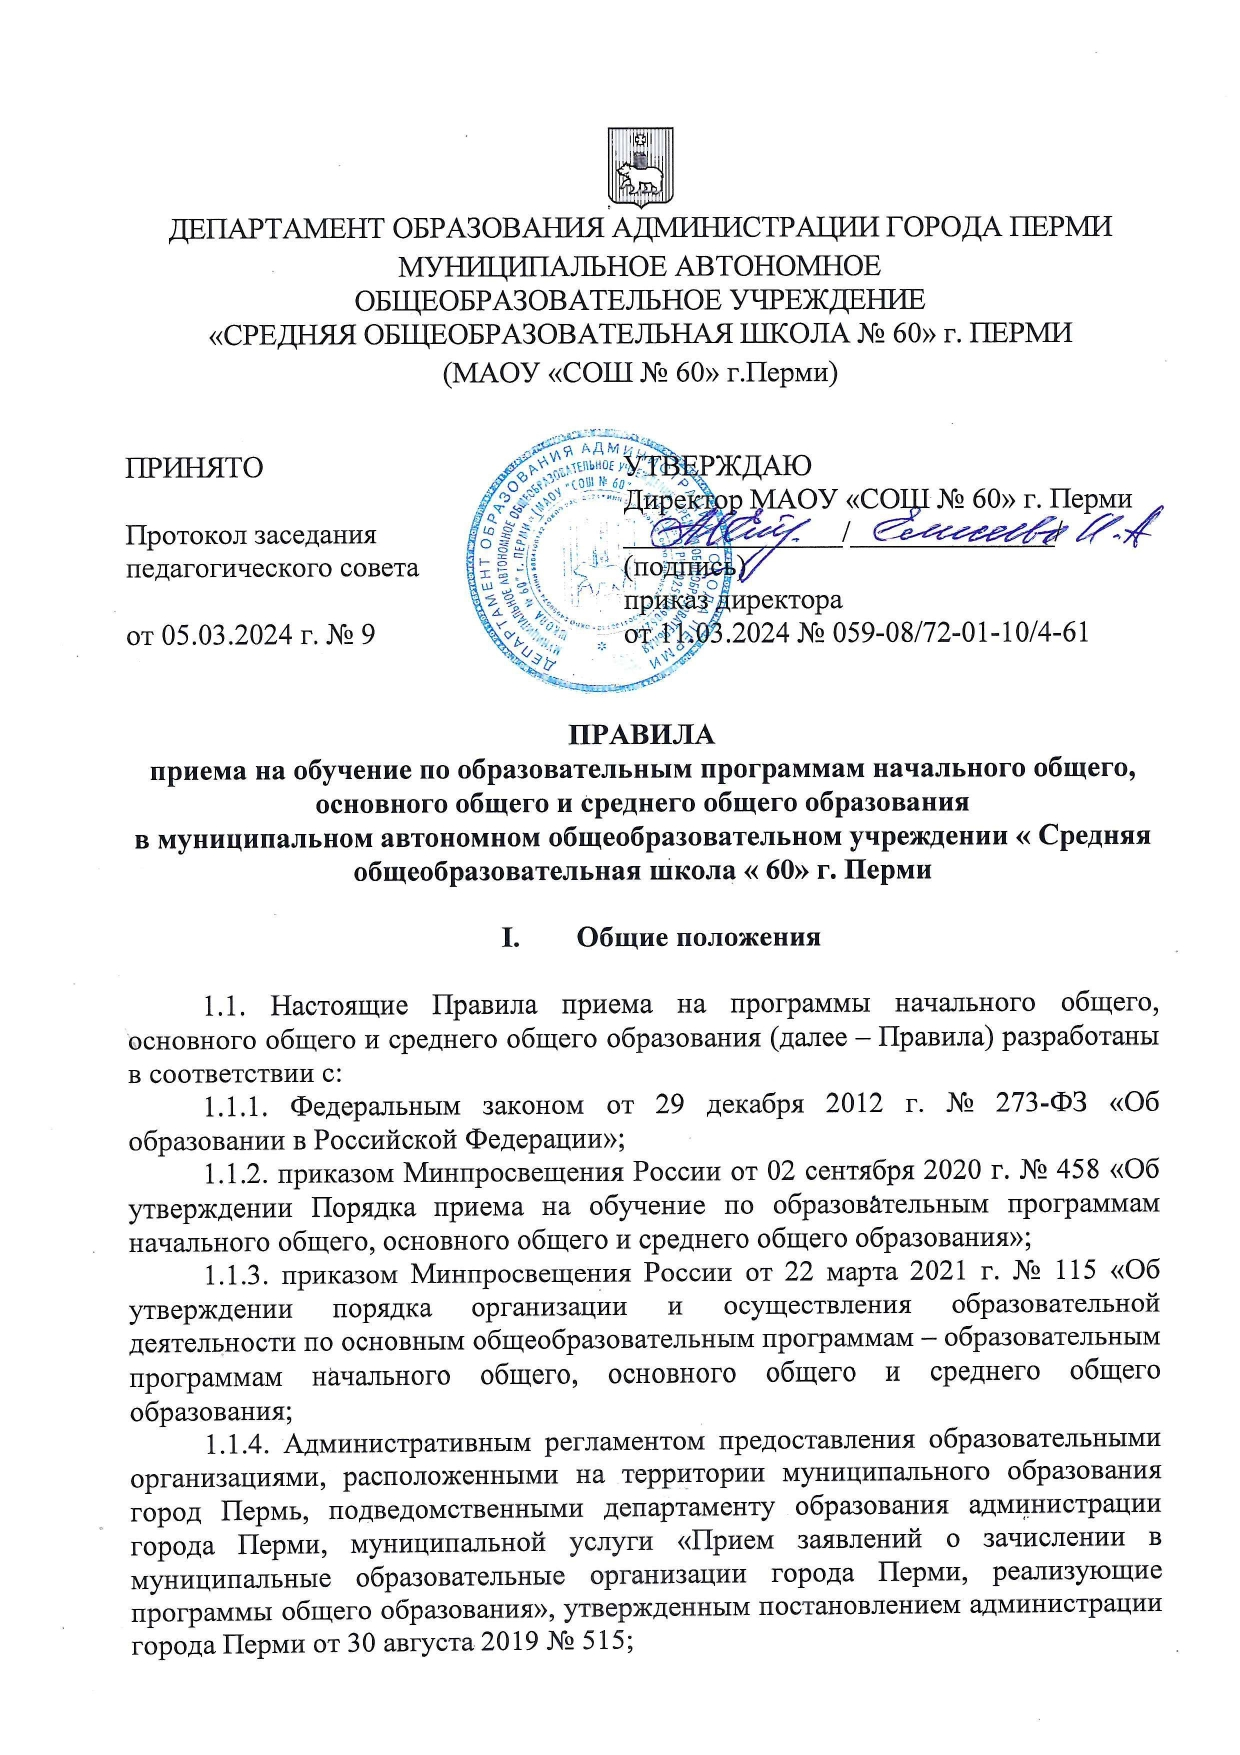 ДЕПАРТАМЕНТ ОБРАЗОВАНИЯ АДМИНИСТРАЦИИ ГОРОДА ПЕРМИ
МУНИЦИПАЛЬНОЕ АВТОНОМНОЕ
ОБЩЕОБРАЗОВАТЕЛЬНОЕ УЧРЕЖДЕНИЕ
«СРЕДНЯЯ ОБЩЕОБРАЗОВАТЕЛЬНАЯ ШКОЛА № 60» г. ПЕРМИ
(МАОУ «СОШ № 60» г.Перми)
ПРИНЯТО
Протокол заседания
педагогического совета
от 05.03.2024 г. № 9
УТВЕРЖДАЮ
Директор МАОУ «СОШ № 60» г. Перми
/ Елисеева И.А /
(подпись)
приказ директора
от 11.03.2024 № 059-08/72-01-10/4-61
ДЕПАРТАМЕНТ ОБРАЗОВАНИЯ АДМИНИСТРАЦИИ ГОРОДА ПЕРМИ
ПРАВИЛА
приема на обучение по образовательным программам начального общего,
основного общего и среднего общего образования
в муниципальном автономном общеобразовательном учреждении « Средняя
общеобразовательная школа « 60» г. Перми
I. Общие положения
1.1. Настоящие Правила приема на программы начального общего,
основного общего и среднего общего образования (далее – Правила) разработаны
в соответствии с:
1.1.1. Федеральным законом от 29 декабря 2012 г. № 273-ФЗ «Об
образовании в Российской Федерации»;
1.1.2. приказом Минпросвещения России от 02 сентября 2020 г. № 458 «Об
утверждении Порядка приема на обучение по образовательным программам
начального общего, основного общего и среднего общего образования»;
1.1.3. приказом Минпросвещения России от 22 марта 2021 г. № 115 «Об
утверждении порядка организации и осуществления образовательной
деятельности по основным общеобразовательным программам – образовательным
программам начального общего, основного общего и среднего общего
образования;
1.1.4. Административным регламентом предоставления образовательными
организациями, расположенными на территории муниципального образования
город Пермь, подведомственными департаменту образования администрации
города Перми, муниципальной услуги «Прием заявлений о зачислении в
муниципальные образовательные организации города Перми, реализующие
программы общего образования», утвержденным постановлением администрации
города Перми от 30 августа 2019 № 515;